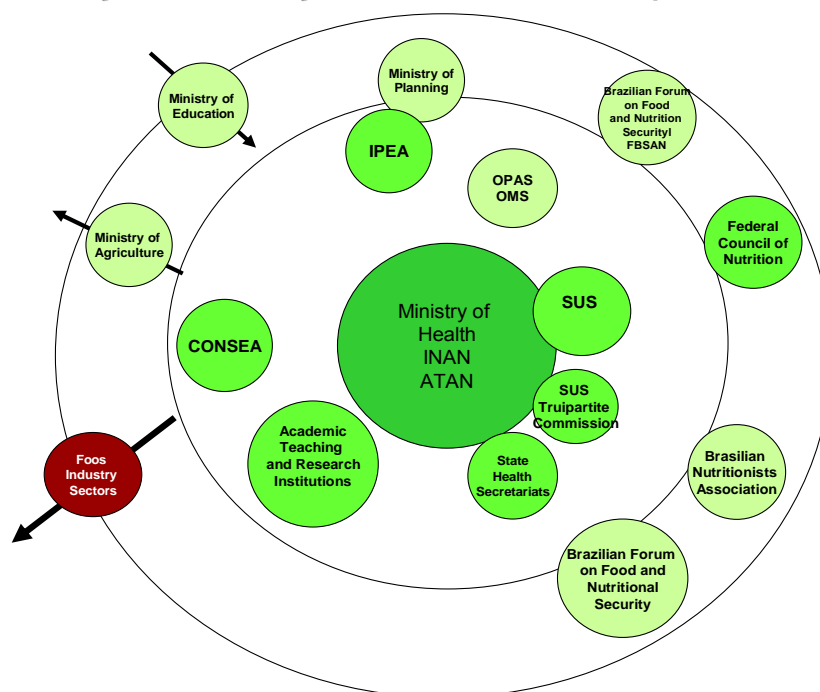 Ministry of
Education
Ministry of
Planning
IPEA
Brazilian Forum
on Food
and Nutrition
Securityl
FBSAN
OPAS
OMS
Federal
Council of
Nutrition
Ministry of
Agriculture
Ministry of
Health
INAN
ATAN
SUS
CONSEA
SUS
Truipartite
Commission
Academic
Teaching
and Research
Institutions
State
Health
Secretariats
Foos
Industry
Sectors
Brasilian
Nutritionists
Association
Brazilian Forum
on Food and
Nutritional
Security